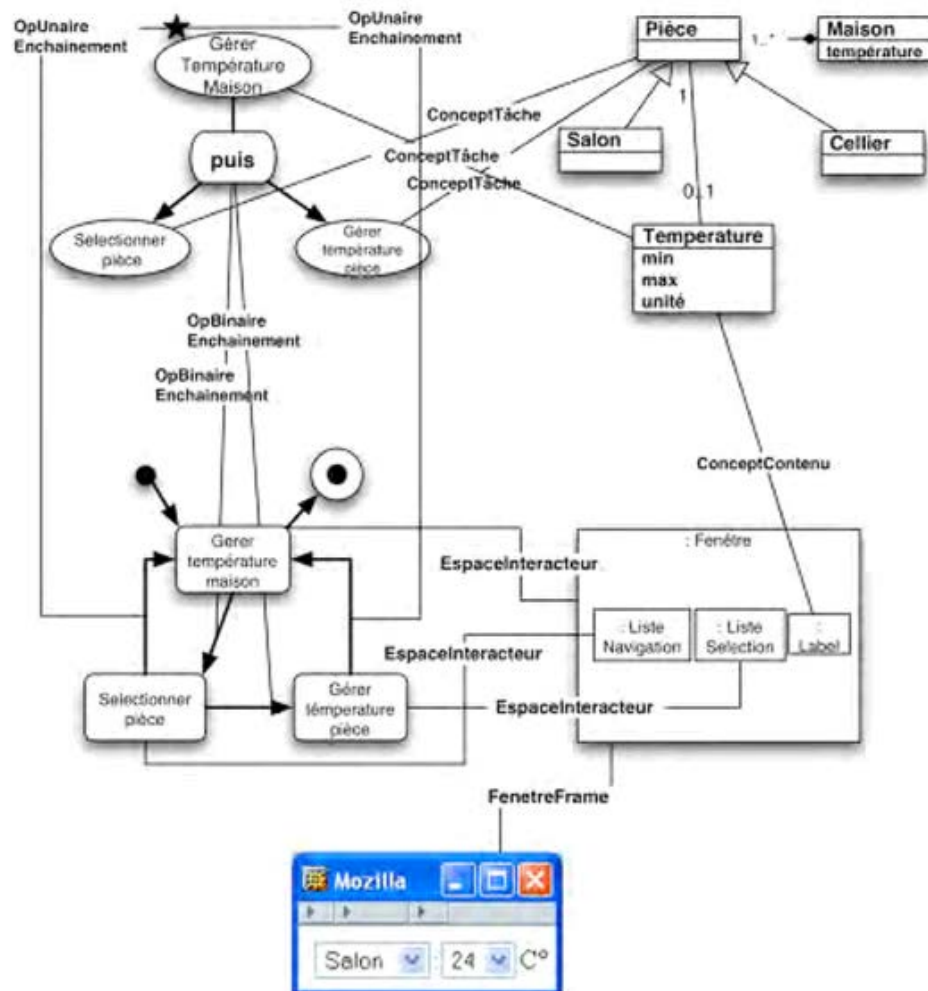 OpUnaire
Enchainement
OpUnaire
Enchainement
Gérer
Température
Maison
puis
Selectionner
pièce
Gérer
température
pièce
ConceptTâche
ConceptTâche
ConceptTâche
Pièce
1..*
Maison
température
1
Salon
Cellier
0..1
Temperature
min
max
unité
OpBinaire
Enchainement
OpBinaire
Enchainement
ConceptContenu
Gerer
température
maison
Selectionner
pièce
Gérer
témperature
pièce
EspaceInteracteur
EspaceInteracteur
EspaceInteracteur
: Fenêtre
: Liste
Navigation
: Liste
Selection
:
Label
FenetreFrame
Mozilla
Salon : 24 C°